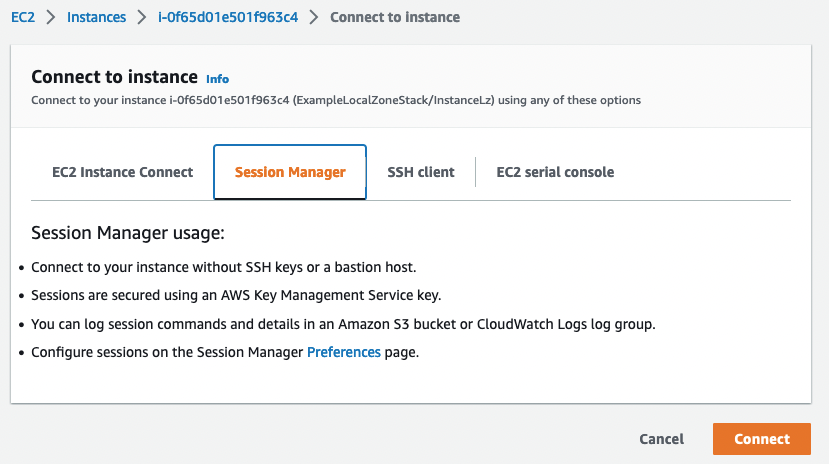 EC2 > Instances > i-0f65d01e501f963c4 > Connect to instance
Connect to instance Info
Connect to your instance i-0f65d01e501f963c4 (ExampleLocalZoneStack/InstanceLz) using any of these options
EC2 Instance Connect Session Manager SSH client EC2 serial console
Session Manager usage:
• Connect to your instance without SSH keys or a bastion host.
• Sessions are secured using an AWS Key Management Service key.
• You can log session commands and details in an Amazon S3 bucket or CloudWatch Logs log group.
• Configure sessions on the Session Manager Preferences page.
Cancel Connect